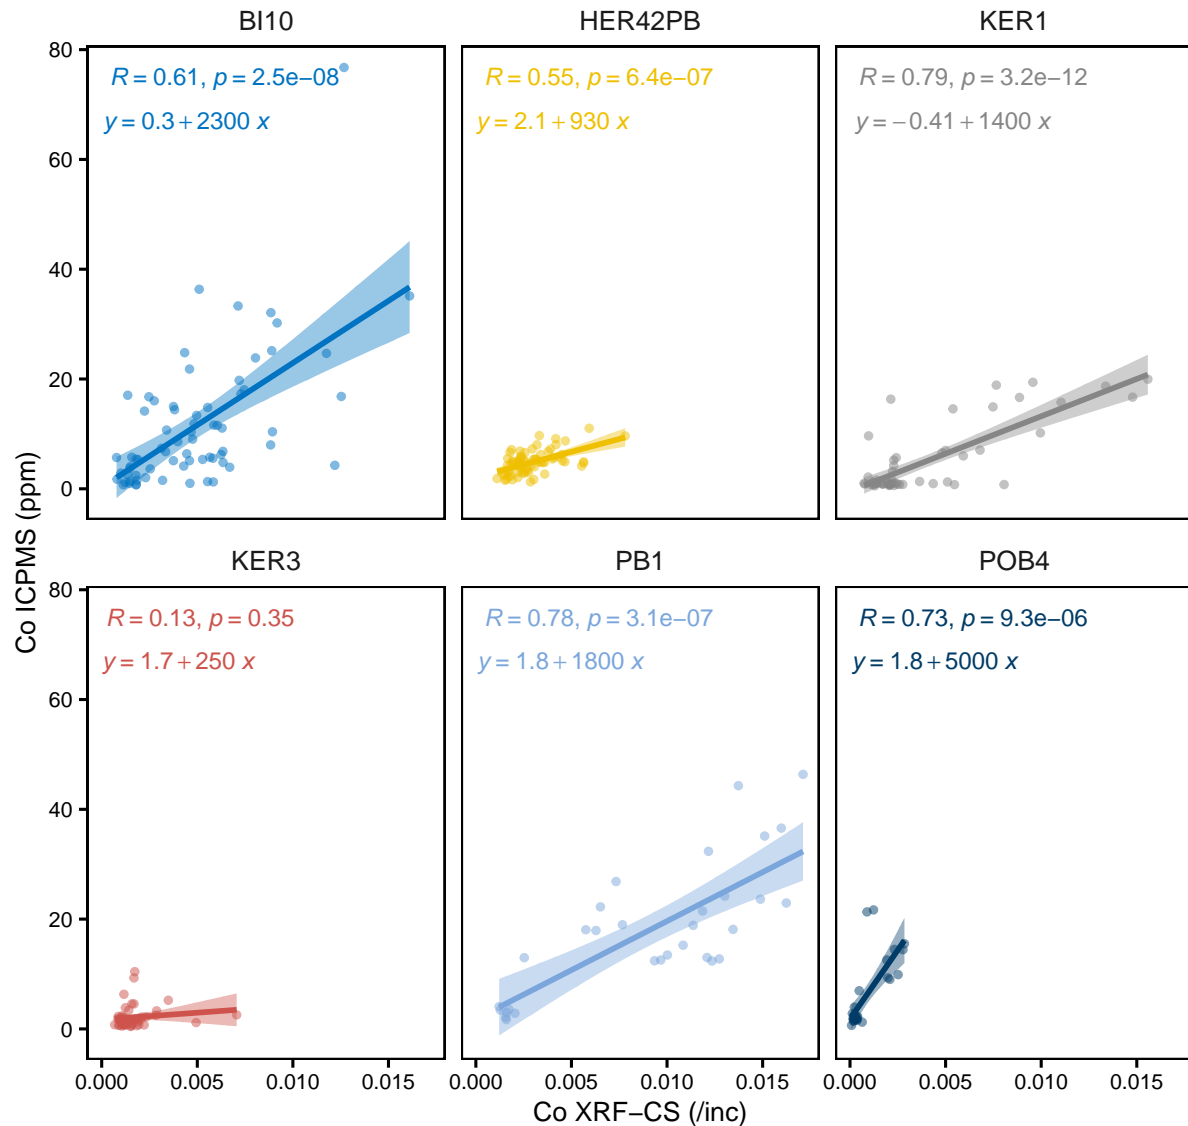 BI10 HER42PB KER1
R = 0.61, p = 2.5e−08 R = 0.55, p = 6.4e−07 R = 0.79, p = 3.2e−12
y = 0.3 + 2300 x y = 2.1 + 930 x y = −0.41 + 1400 x
80
60
40
20
0
KER3 PB1 POB4
R = 0.13, p = 0.35 R = 0.78, p = 3.1e−07 R = 0.73, p = 9.3e−06
y = 1.7 + 250 x y = 1.8 + 1800 x y = 1.8 + 5000 x
80
60
40
20
0
Co ICPMS (ppm)
0.000 0.005 0.010 0.015 0.000 0.005 0.010 0.015 0.000 0.005 0.010 0.015
Co XRF−CS (/inc)